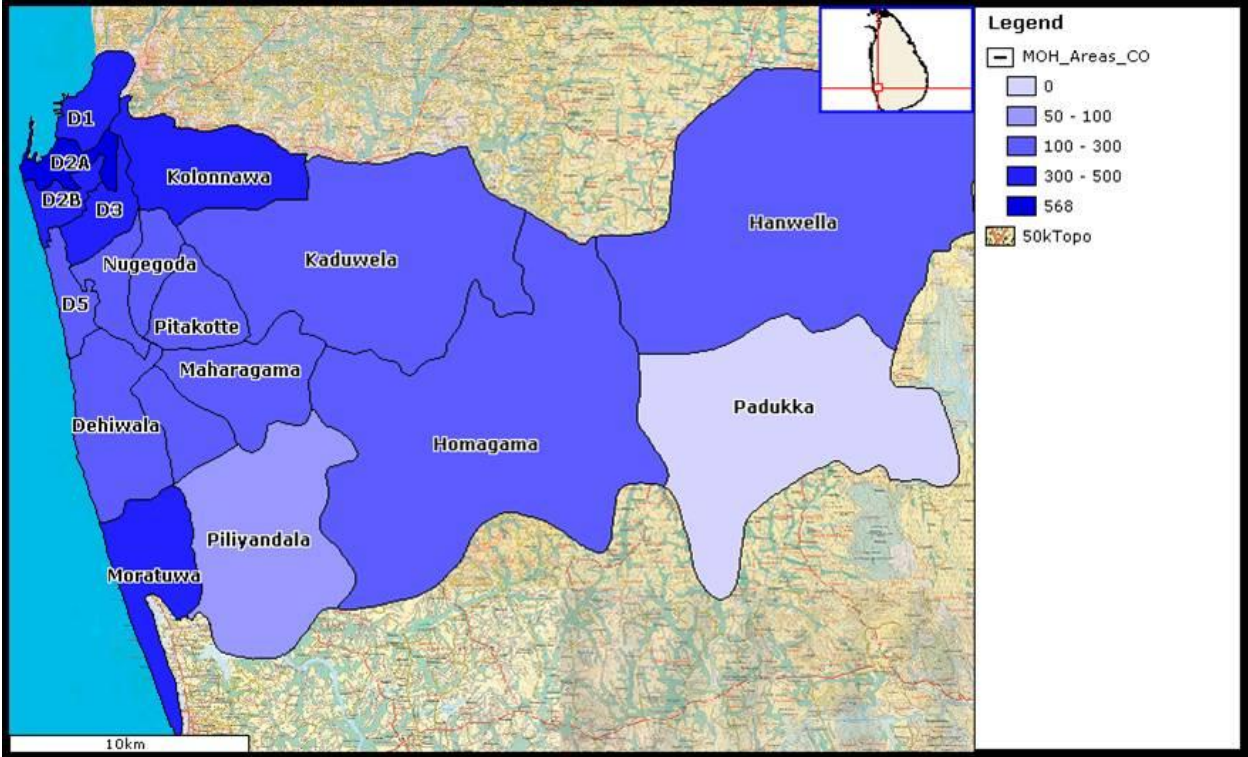 D1
D2A
Kolonnawa
D2B
D3
Hanwella
Nugegoda
Kaduwela
D5
Pitakotte
Maharagama
Padukka
Dehiwala
Homagama
Piliyandala
Moratuwa
10km
Legend
MOH_Areas_CO
0
50 - 100
100 - 300
300 - 500
568
50kTopo